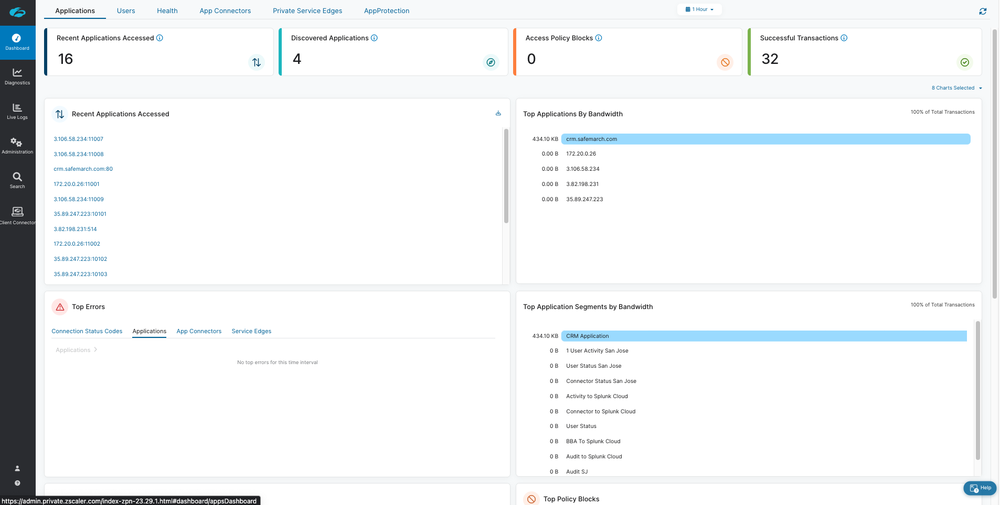 Applications
Users
Health
App Connectors
Private Service Edges
AppProtection
1 Hour
Dashboard
Diagnostics
Live Logs
Administration
Search
Client Connector
Recent Applications Accessed
16
Discovered Applications
4
Access Policy Blocks
0
Successful Transactions
32
8 Charts Selected
Recent Applications Accessed
3.106.58.234:11007
3.106.58.234:11008
crm.safemarch.com:80
172.20.0.26:11001
3.106.58.234:11009
35.89.247.223:10101
3.82.198.231:514
172.20.0.26:11002
35.89.247.223:10102
35.89.247.223:10103
Top Applications By Bandwidth
100% of Total Transactions
434.10 KB crm.safemarch.com
0.00 B 172.20.0.26
0.00 B 3.106.58.234
0.00 B 3.82.198.231
0.00 B 35.89.247.223
Top Errors
Connection Status Codes
Applications
App Connectors
Service Edges
Applications
No top errors for this time interval
Top Application Segments by Bandwidth
100% of Total Transactions
434.10 KB CRM Application
0 B 1 User Activity San Jose
0 B User Status San Jose
0 B Connector Status San Jose
0 B Activity to Splunk Cloud
0 B Connector to Splunk Cloud
0 B User Status
0 B BBA To Splunk Cloud
0 B Audit to Splunk Cloud
0 B Audit SJ
Top Policy Blocks
Help
https://admin.private.zscaler.com/index-zpn-23.29.1.html#dashboard/appsDashboard